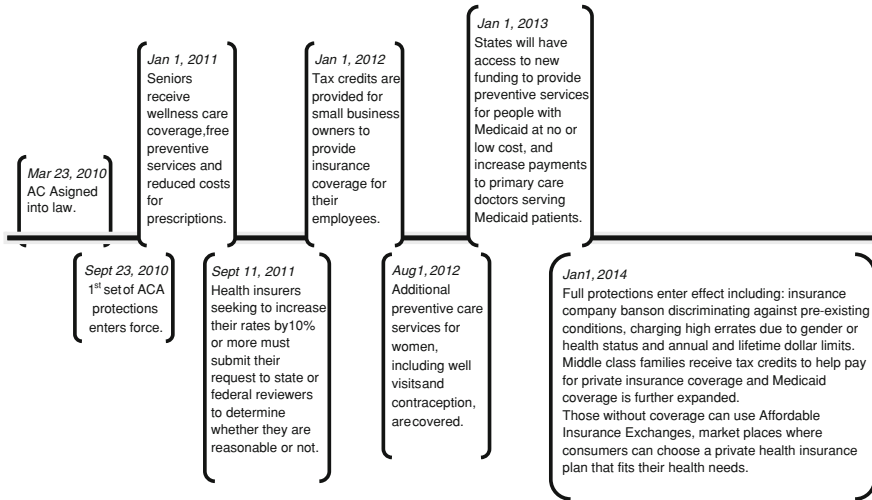 Mar 23, 2010
AC Asigned
into law.
Sept 23, 2010
1st set of ACA
protections
enters force.
Jan 1, 2011
Seniors
receive
wellness care
coverage,free
preventive
services and
reduced costs
for
prescriptions.
Sept 11, 2011
Health insurers
seeking to increase
their rates by10%
or more must
submit their
request to state or
federal reviewers
to determine
whether they are
reasonable or not.
Jan 1, 2012
Tax credits are
provided for
small business
owners to
provide
insurance
coverage for
their
employees.
Aug1, 2012
Additional
preventive care
services for
women,
including well
visitsand
contraception,
arecovered.
Jan 1, 2013
States will have
access to new
funding to provide
preventive services
for people with
Medicaid at no or
low cost, and
increase payments
to primary care
doctors serving
Medicaid patients.
Jan1, 2014
Full protections enter effect including: insurance
company banson discriminating against pre-existing
conditions, charging high errates due to gender or
health status and annual and lifetime dollar limits.
Middle class families receive tax credits to help pay
for private insurance coverage and Medicaid
coverage is further expanded.
Those without coverage can use Affordable
Insurance Exchanges, market places where
consumers can choose a private health insurance
plan that fits their health needs.